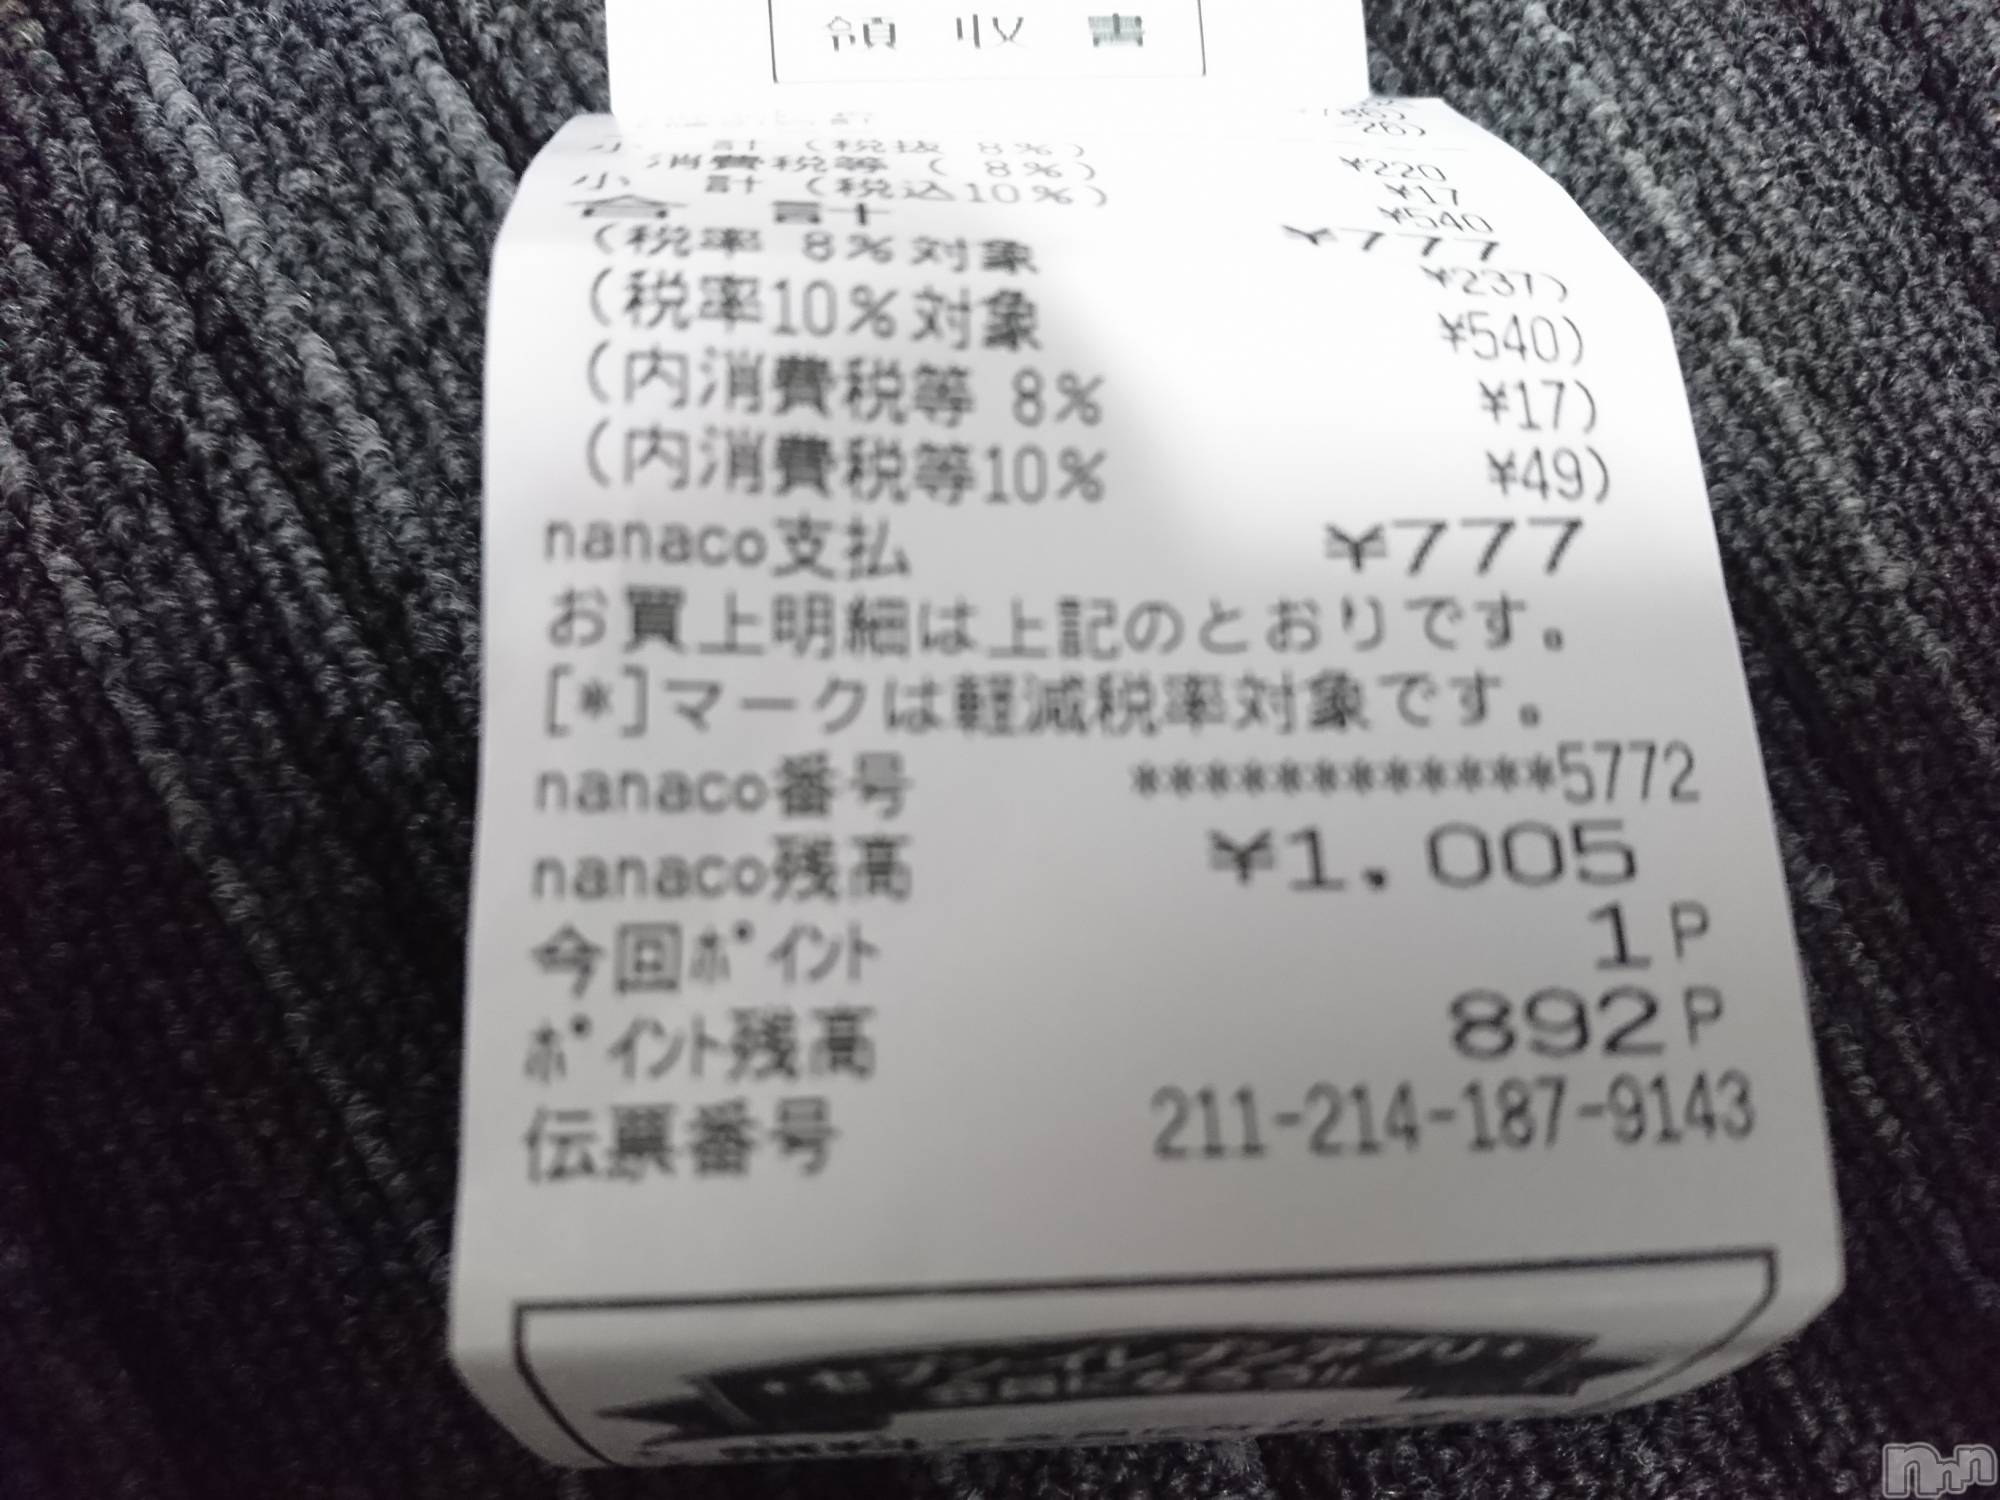 領 収 書
小 計 (税抜 8%) ¥220
消費税等 ( 8%) ¥17
小 計 (税込10%) ¥540
合 計 ¥777
(税率 8%対象 ¥237)
(税率10%対象 ¥540)
(内消費税等 8% ¥17)
(内消費税等10% ¥49)
nanaco支払 ¥777
お買上明細は上記のとおりです。
[*]マークは軽減税率対象です。
nanaco番号 ************5772
nanaco残高 ¥1,005
今回ポイント 1P
ポイント残高 892P
伝票番号 211-214-187-9143
nnn